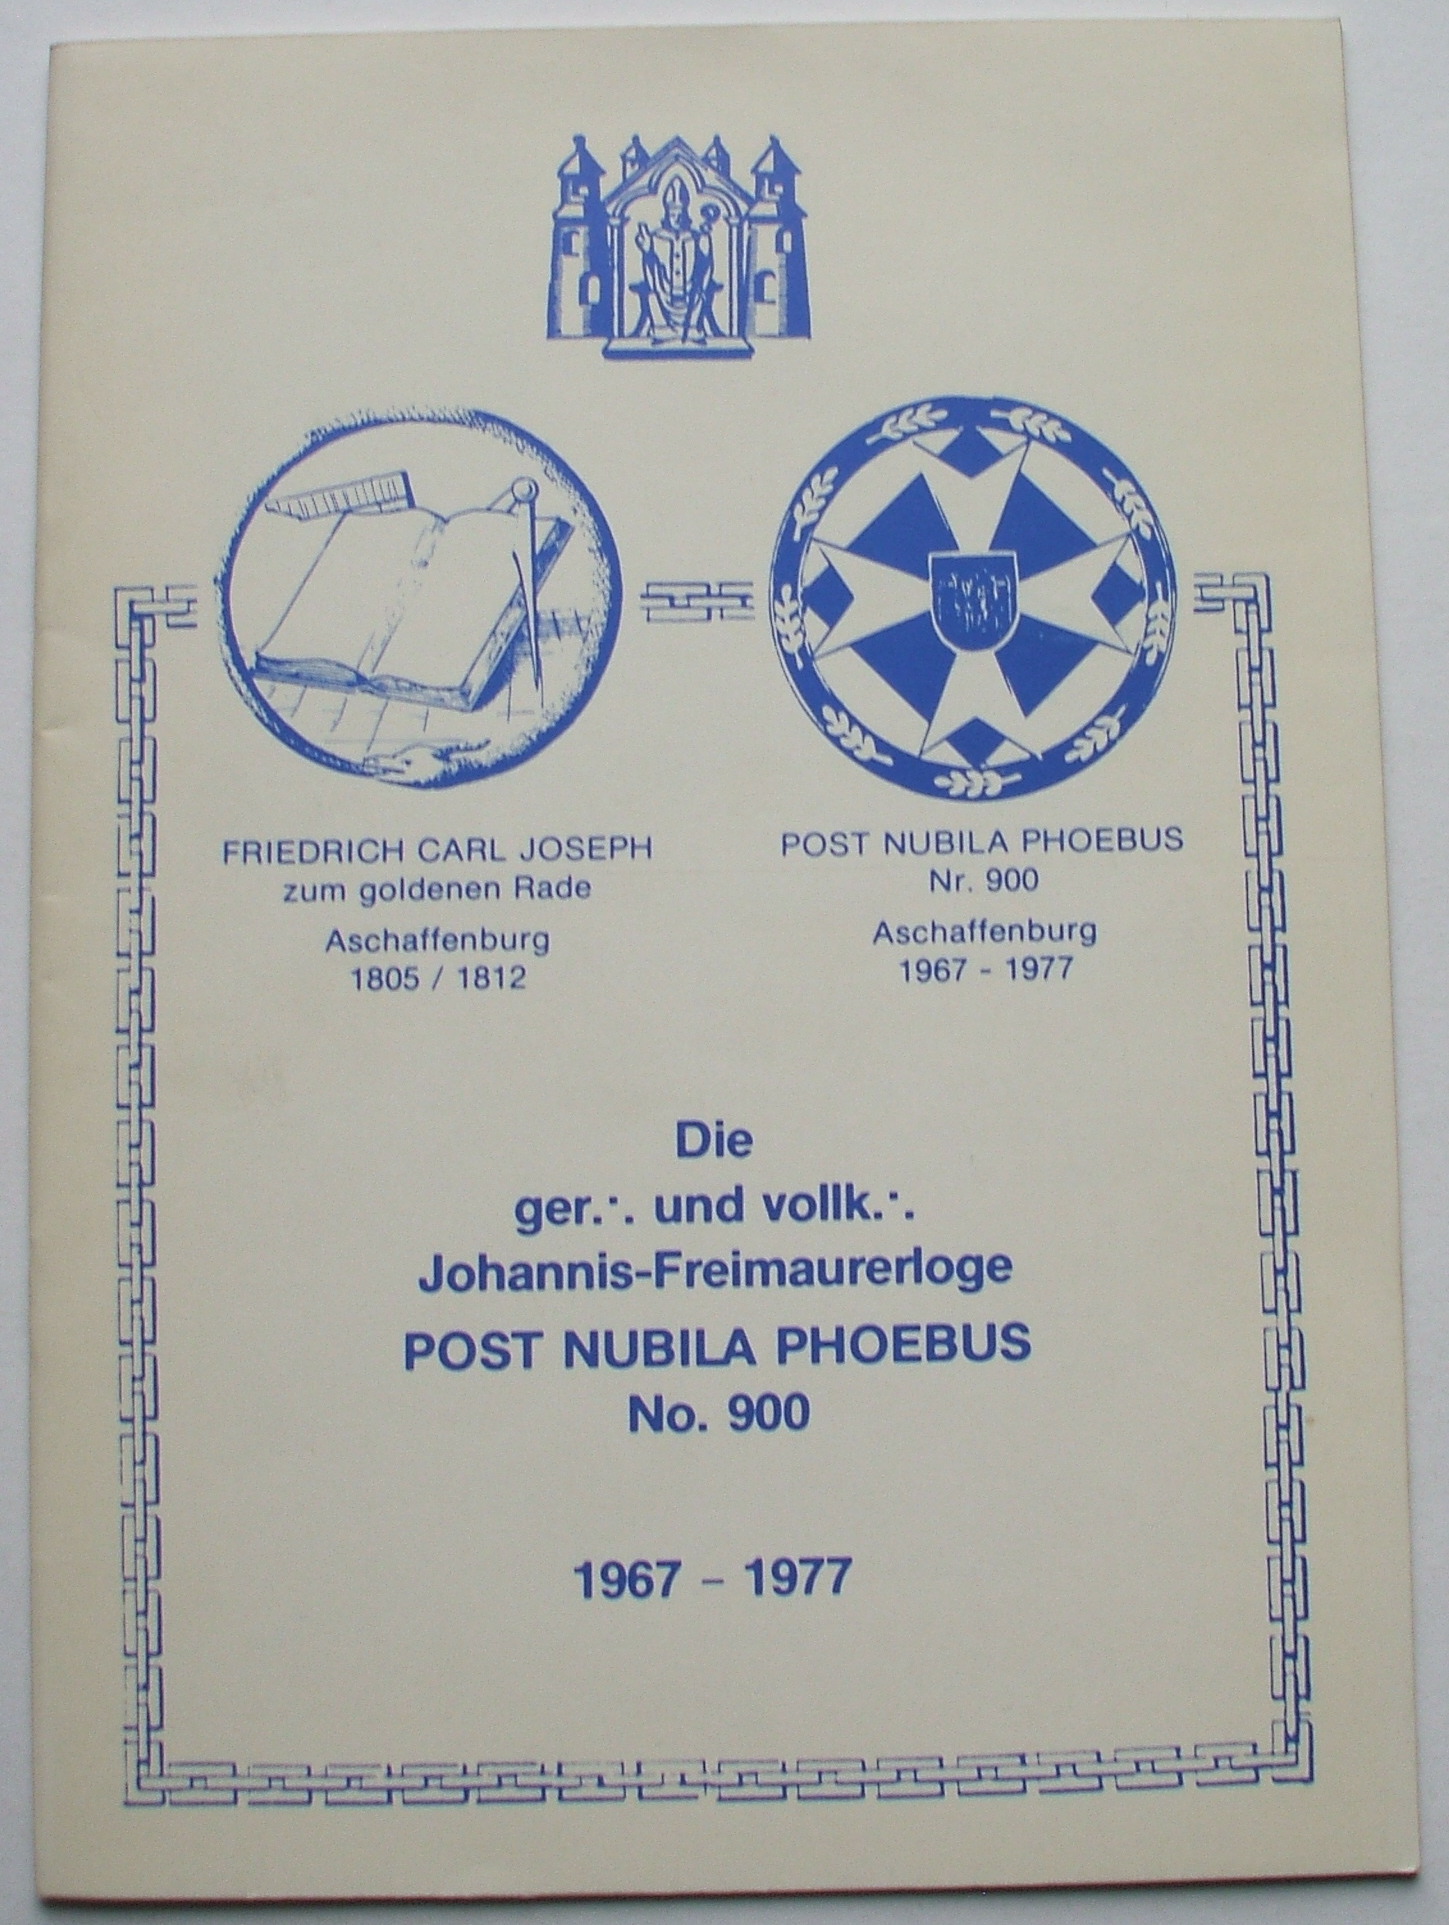 FRIEDRICH CARL JOSEPH
zum goldenen Rade
Aschaffenburg
1805 / 1812
POST NUBILA PHOEBUS
Nr. 900
Aschaffenburg
1967 - 1977
Die
ger.·. und vollk.·.
Johannis-Freimaurerloge
POST NUBILA PHOEBUS
No. 900
1967 - 1977